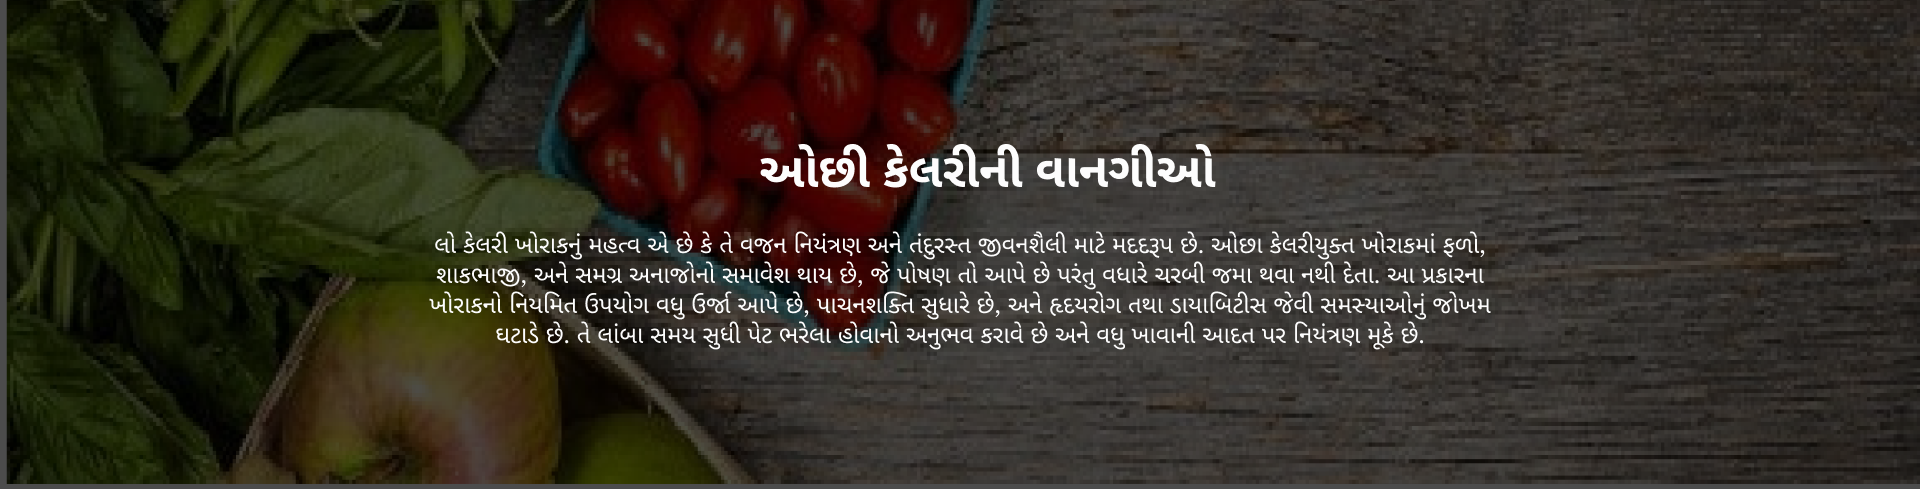 ઓછી કેલરીની વાનગીઓ
લો કેલરી ખોરાકનું મહત્વ એ છે કે તે વજન નિયંત્રણ અને તંદુરસ્ત જીવનશૈલી માટે મદદરૂપ છે. ઓછા કેલરીયુક્ત ખોરાકમાં ફળો,
શાકભાજી, અને સમગ્ર અનાજોનો સમાવેશ થાય છે, જે પોષણ તો આપે છે પરંતુ વધારે ચરબી જમા થવા નથી દેતા. આ પ્રકારના
ખોરાકનો નિયમિત ઉપયોગ વધુ ઉર્જા આપે છે, પાચનશક્તિ સુધારે છે, અને હૃદયરોગ તથા ડાયાબિટીસ જેવી સમસ્યાઓનું જોખમ
ઘટાડે છે. તે લાંબા સમય સુધી પેટ ભરેલા હોવાનો અનુભવ કરાવે છે અને વધુ ખાવાની આદત પર નિયંત્રણ મૂકે છે.